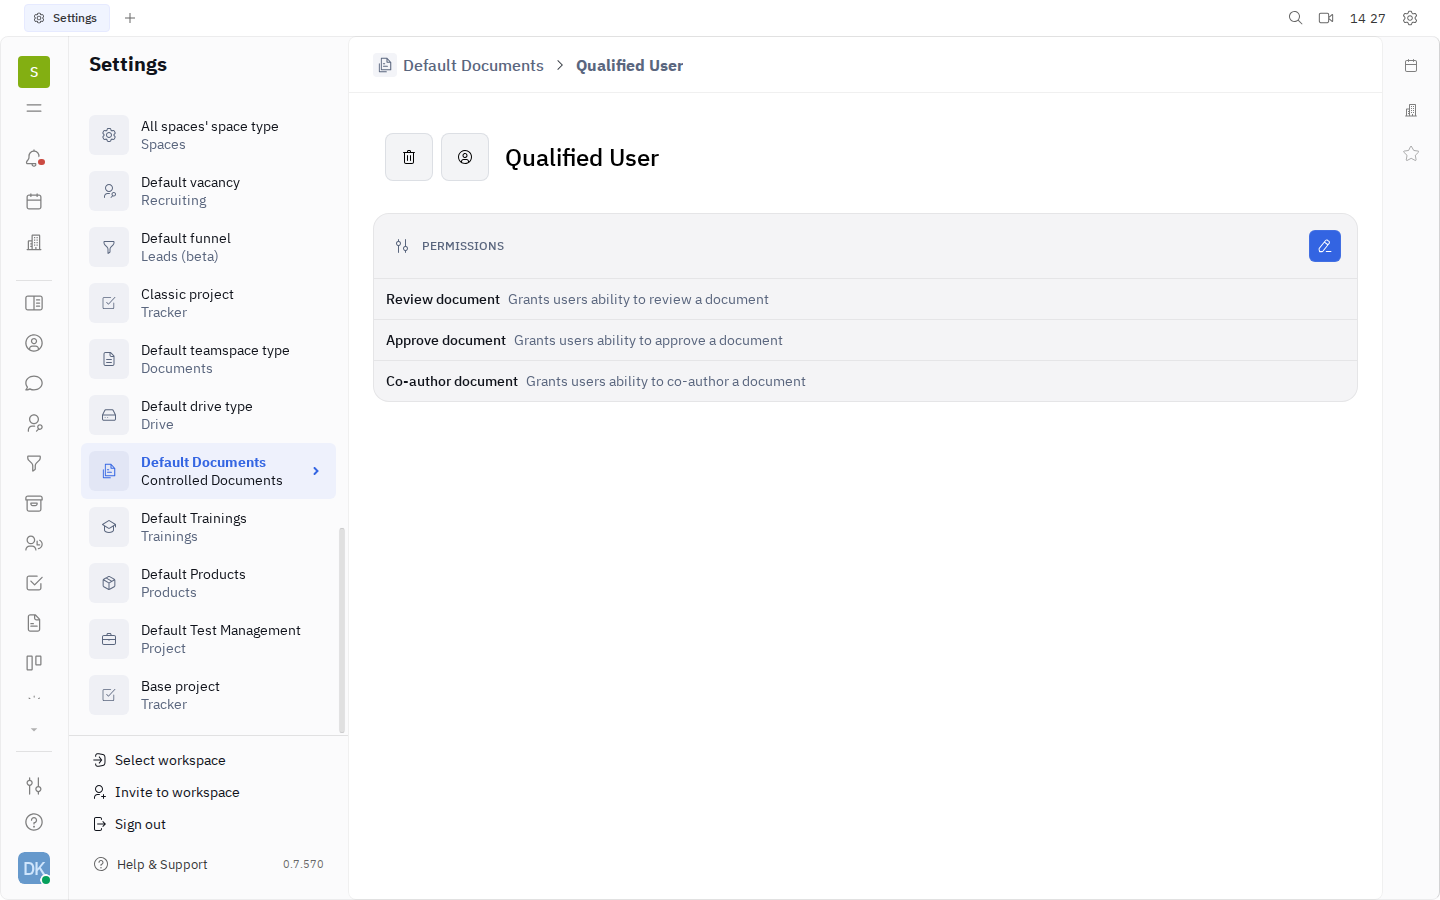 Settings
14 27
S
Settings
All spaces' space type
Spaces
Default vacancy
Recruiting
Default funnel
Leads (beta)
Classic project
Tracker
Default teamspace type
Documents
Default drive type
Drive
Default Documents
Controlled Documents
Default Trainings
Trainings
Default Products
Products
Default Test Management
Project
Base project
Tracker
Select workspace
Invite to workspace
Sign out
Help & Support 0.7.570
DK
Default Documents > Qualified User
Qualified User
PERMISSIONS
Review document Grants users ability to review a document
Approve document Grants users ability to approve a document
Co-author document Grants users ability to co-author a document